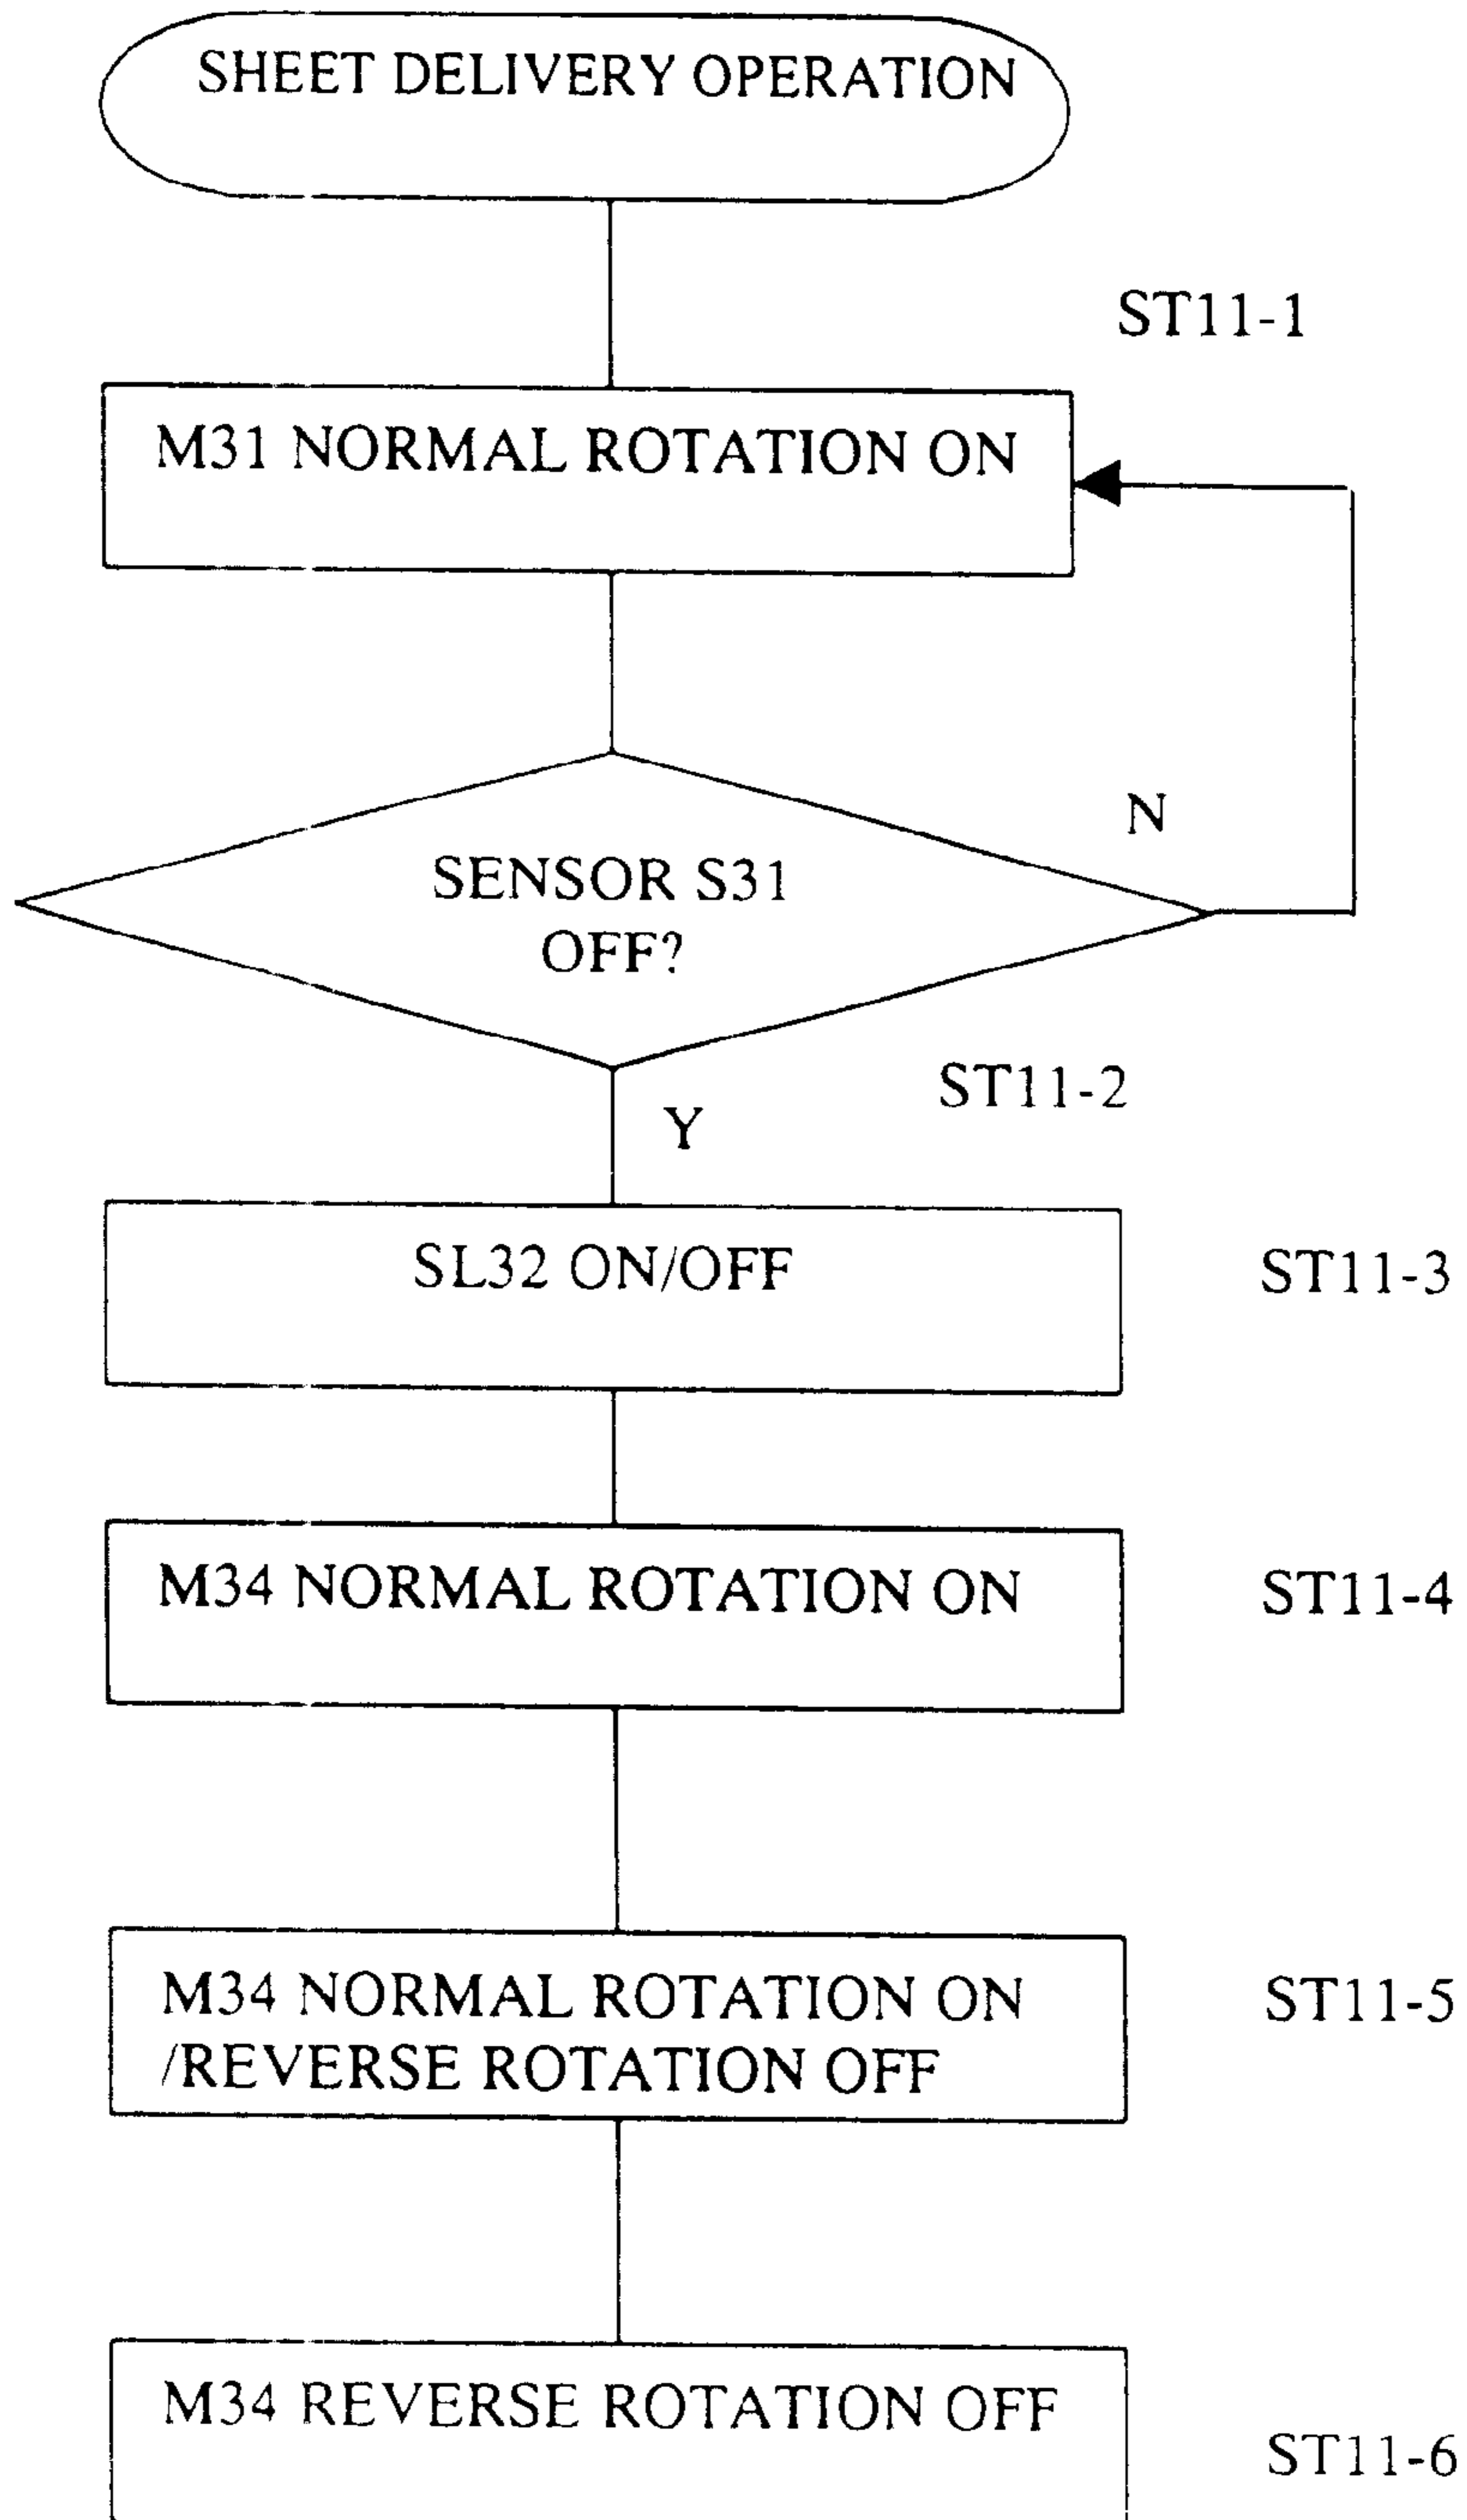 SHEET DELIVERY OPERATION
ST11-1
M31 NORMAL ROTATION ON
N
SENSOR S31
OFF?
ST11-2
Y
SL32 ON/OFF
ST11-3
M34 NORMAL ROTATION ON
ST11-4
M34 NORMAL ROTATION ON
/REVERSE ROTATION OFF
ST11-5
M34 REVERSE ROTATION OFF
ST11-6